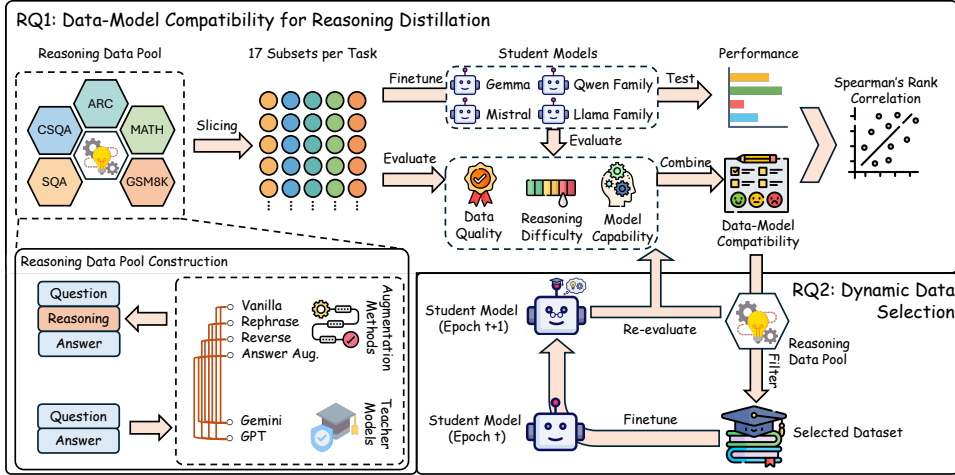 RQ1: Data-Model Compatibility for Reasoning Distillation
Reasoning Data Pool
ARC
CSQA
MATH
SQA
GSM8K
Slicing
17 Subsets per Task
Finetune
Evaluate
Student Models
Gemma
Qwen Family
Mistral
Llama Family
Evaluate
Test
Performance
Data
Quality
Reasoning
Difficulty
Model
Capability
Combine
Data-Model
Compatibility
Spearman's Rank
Correlation
Reasoning Data Pool Construction
Question
Reasoning
Answer
Question
Answer
Vanilla
Rephrase
Reverse
Answer Aug.
Gemini
GPT
Augmentation
Methods
Teacher
Models
RQ2: Dynamic Data
Selection
Student Model
(Epoch t+1)
Re-evaluate
Reasoning
Data Pool
Filter
Student Model
(Epoch t)
Finetune
Selected Dataset